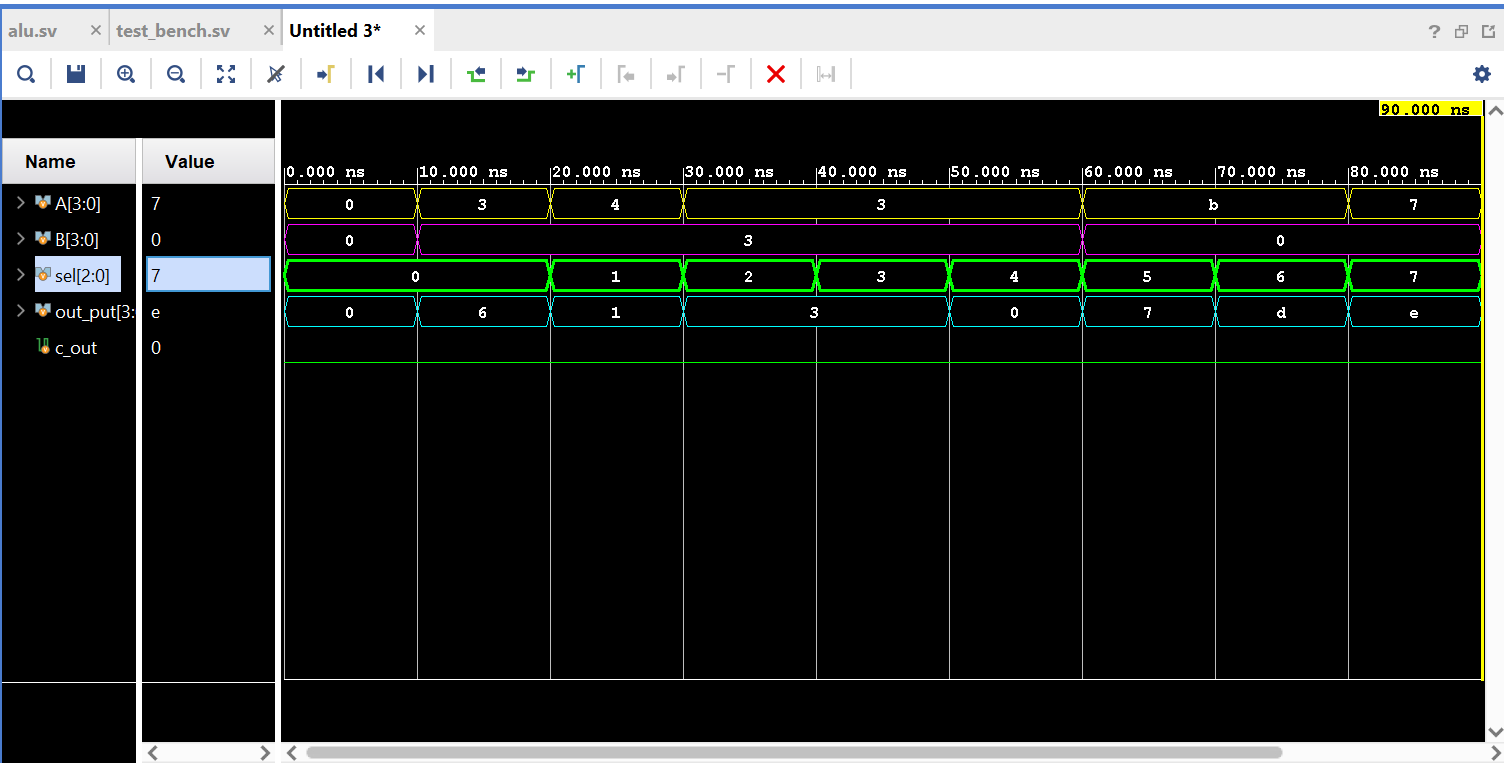 alu.sv test_bench.sv Untitled 3*
90.000 ns
Name Value
0.000 ns 10.000 ns 20.000 ns 30.000 ns 40.000 ns 50.000 ns 60.000 ns 70.000 ns 80.000 ns
A[3:0] 7 0 3 4 3 b 7
B[3:0] 0 0 3 0
sel[2:0] 7 0 1 2 3 4 5 6 7
out_put[3: e 0 6 1 3 0 7 d e
c_out 0